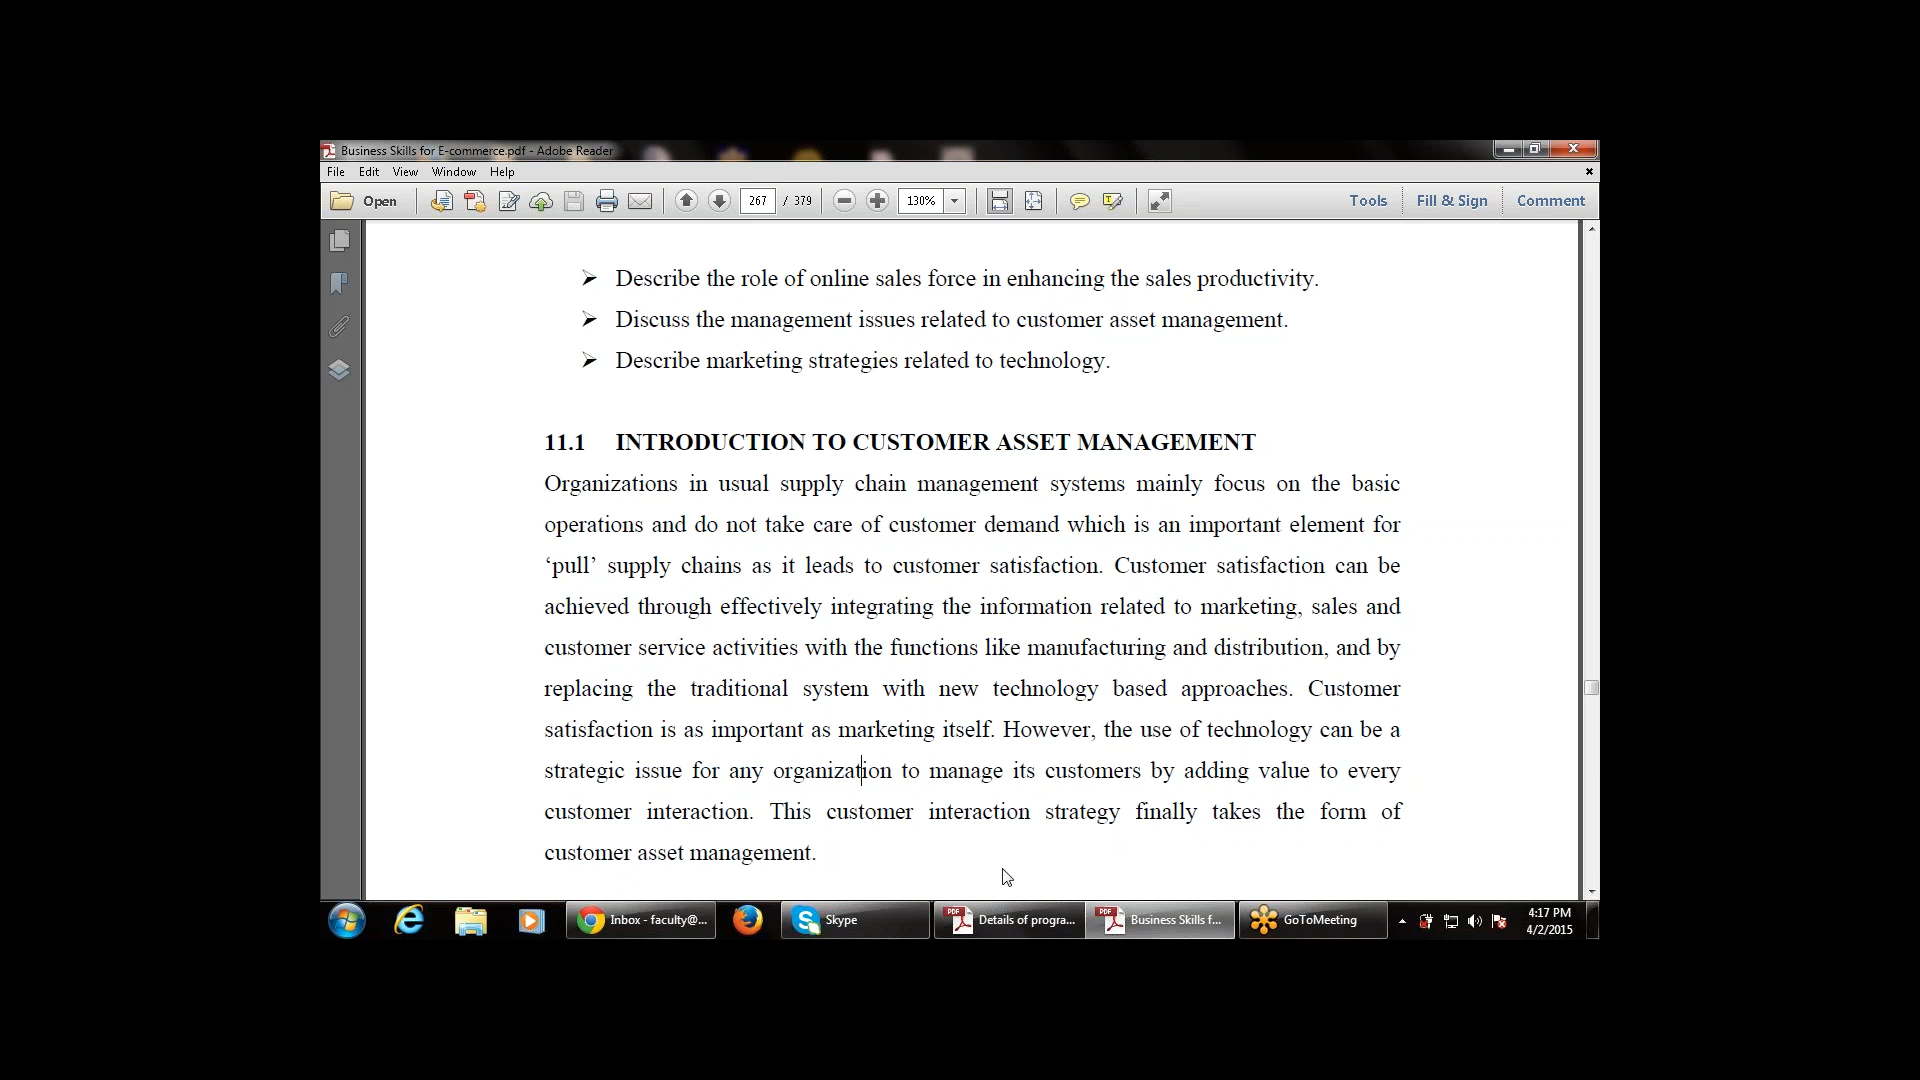 Business Skills for E-commerce.pdf - Adobe Reader
File Edit View Window Help
Open 267 / 379 130% Tools Fill & Sign Comment
➢ Describe the role of online sales force in enhancing the sales productivity.
➢ Discuss the management issues related to customer asset management.
➢ Describe marketing strategies related to technology.
11.1 INTRODUCTION TO CUSTOMER ASSET MANAGEMENT
Organizations in usual supply chain management systems mainly focus on the basic
operations and do not take care of customer demand which is an important element for
‘pull’ supply chains as it leads to customer satisfaction. Customer satisfaction can be
achieved through effectively integrating the information related to marketing, sales and
customer service activities with the functions like manufacturing and distribution, and by
replacing the traditional system with new technology based approaches. Customer
satisfaction is as important as marketing itself. However, the use of technology can be a
strategic issue for any organization to manage its customers by adding value to every
customer interaction. This customer interaction strategy finally takes the form of
customer asset management.
Inbox - faculty@... Skype Details of progra... Business Skills f... GoToMeeting 4:17 PM
4/2/2015